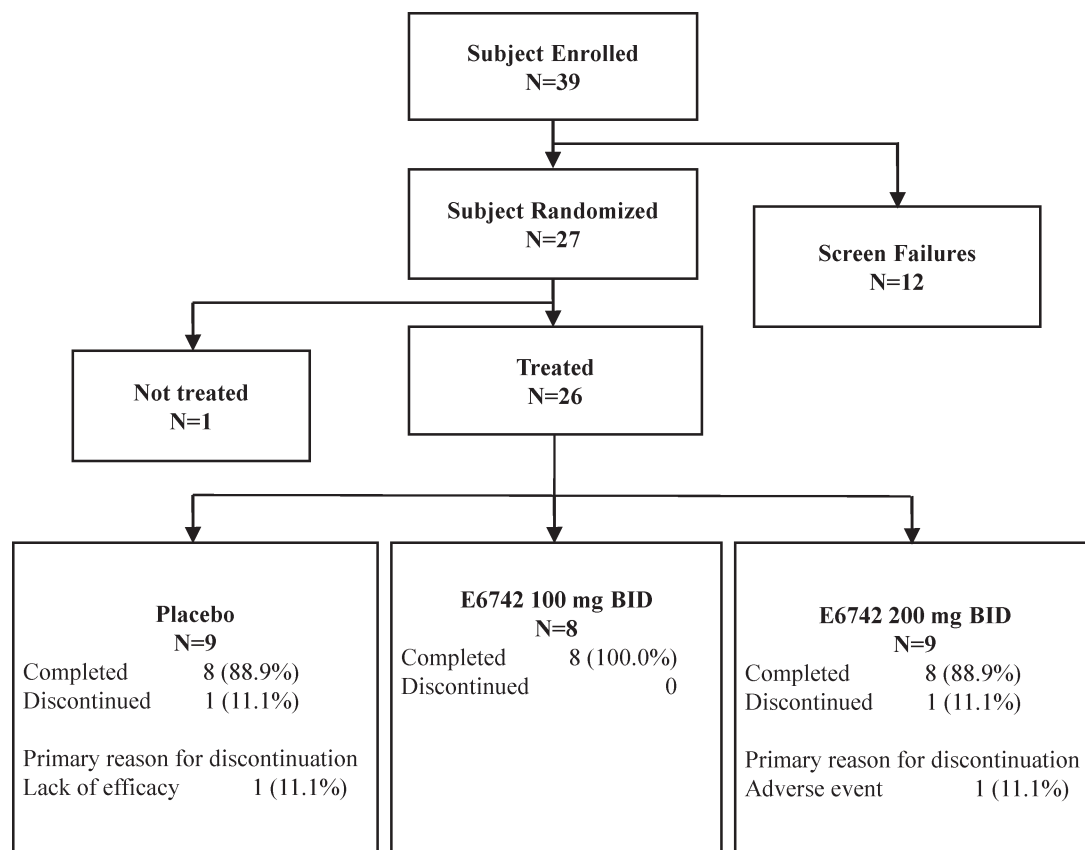 Subject Enrolled
N=39
Subject Randomized
N=27
Screen Failures
N=12
Not treated
N=1
Treated
N=26
Placebo
N=9
Completed 8 (88.9%)
Discontinued 1 (11.1%)
Primary reason for discontinuation
Lack of efficacy 1 (11.1%)
E6742 100 mg BID
N=8
Completed 8 (100.0%)
Discontinued 0
E6742 200 mg BID
N=9
Completed 8 (88.9%)
Discontinued 1 (11.1%)
Primary reason for discontinuation
Adverse event 1 (11.1%)